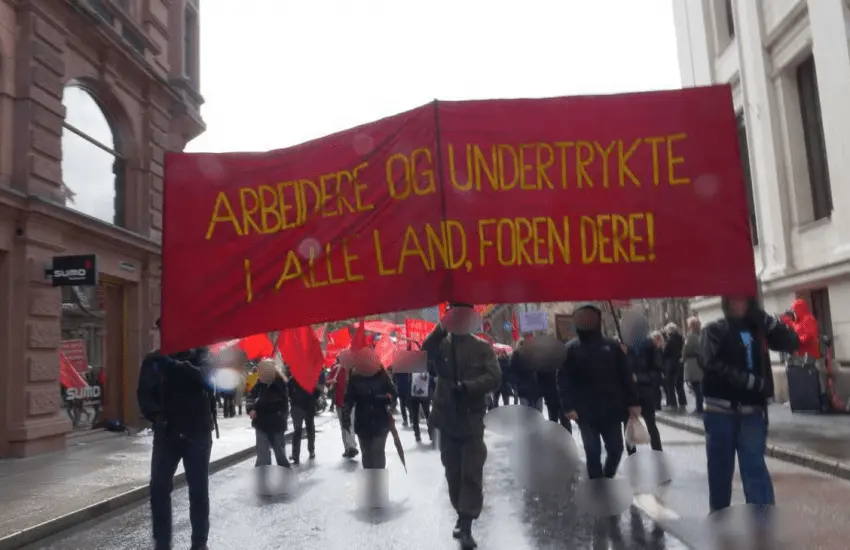 ARBEIDERE OG UNDERTRYKTE
I ALLE LAND, FOREN DERE!
SUMO
SUMO